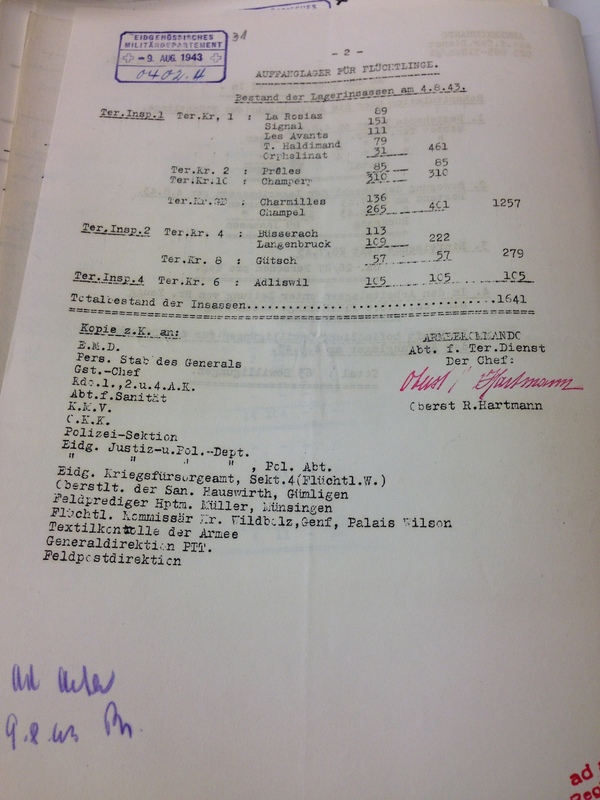 EIDGENÖSSISCHES
MILITÄRDEPARTEMENT
- 9. AUG. 1943
0402.A
31
- 2 -
AUFFANGLAGER FÜR FLÜCHTLINGE.
Bestand der Lagerinsassen am 4.8.43.
Ter.Insp.1 Ter.Kr. 1 : La Rosiaz 89
Signal 151
Les Avants 111
T. Haldimand 79
Orphelinat 31 461
Ter.Kr. 2 : Prêles 85 85
Ter.Kr.10 : Champery 310 310
Ter.Kr. : Charmilles 136
Champel 265 401 1257
Ter.Insp.2 Ter.Kr. 4 : Büsserach 113
Langenbruck 109 222
Ter.Kr. 8 : Gütsch 57 57 279
Ter.Insp.4 Ter.Kr. 6 : Adliswil 105 105 105
Totalbestand der Insassen...............................1641
Kopie z.K. an:
E.M.D.
Pers. Stab des Generals
Gst.-Chef
Kdo.1.,2.u.4.A.K.
Abt.f.Sanität
K.M.V.
C.K.K.
Polizei-Sektion
Eidg. Justiz-u.Pol.-Dept.
" " " " , Pol. Abt.
Eidg. Kriegsfürsorgeamt, Sekt.4(Flüchtl.W.)
Oberstlt. der San. Hauswirth, Gümligen
Feldprediger Hptm. Müller, Münsingen
Flüchtl. Kommissär Hr. Wildbolz,Genf, Palais Wilson
Textilkontolle der Armee
Generaldirektion PTT.
Feldpostdirektion
ARMEEKOMMANDO
Abt. f. Ter.Dienst
Der Chef:
Oberst Hartmann
Oberst R.Hartmann
ad acta
9.8.43
ad